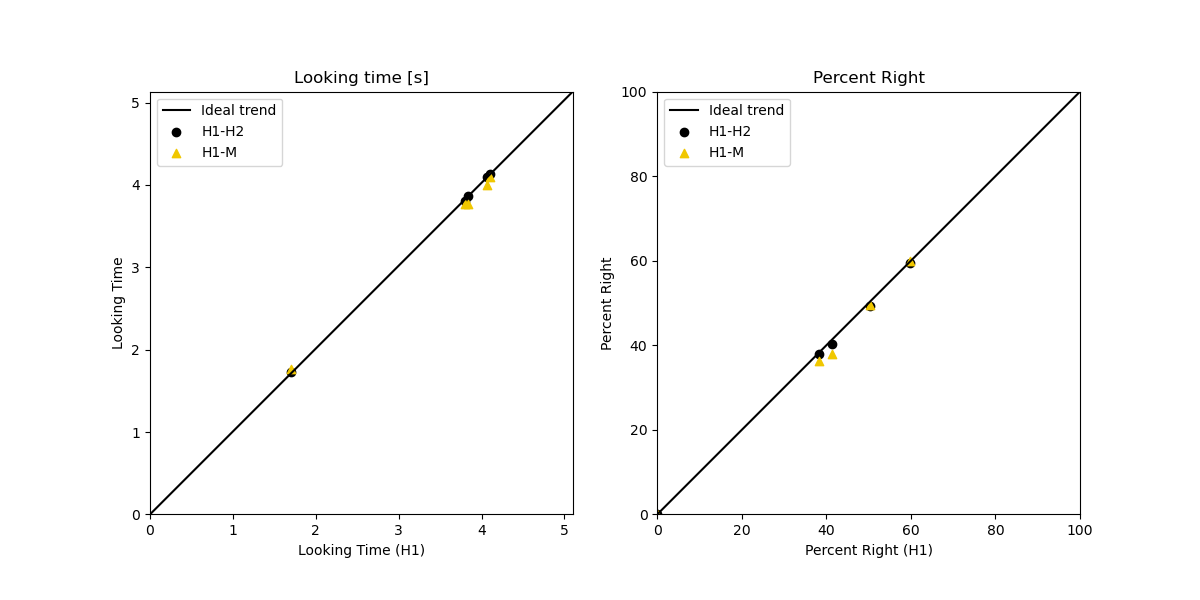 Looking time [s]
Ideal trend
H1-H2
H1-M
5
4
3
2
1
0
Looking Time
0 1 2 3 4 5
Looking Time (H1)
Percent Right
Ideal trend
H1-H2
H1-M
100
80
60
40
20
0
Percent Right
0 20 40 60 80 100
Percent Right (H1)